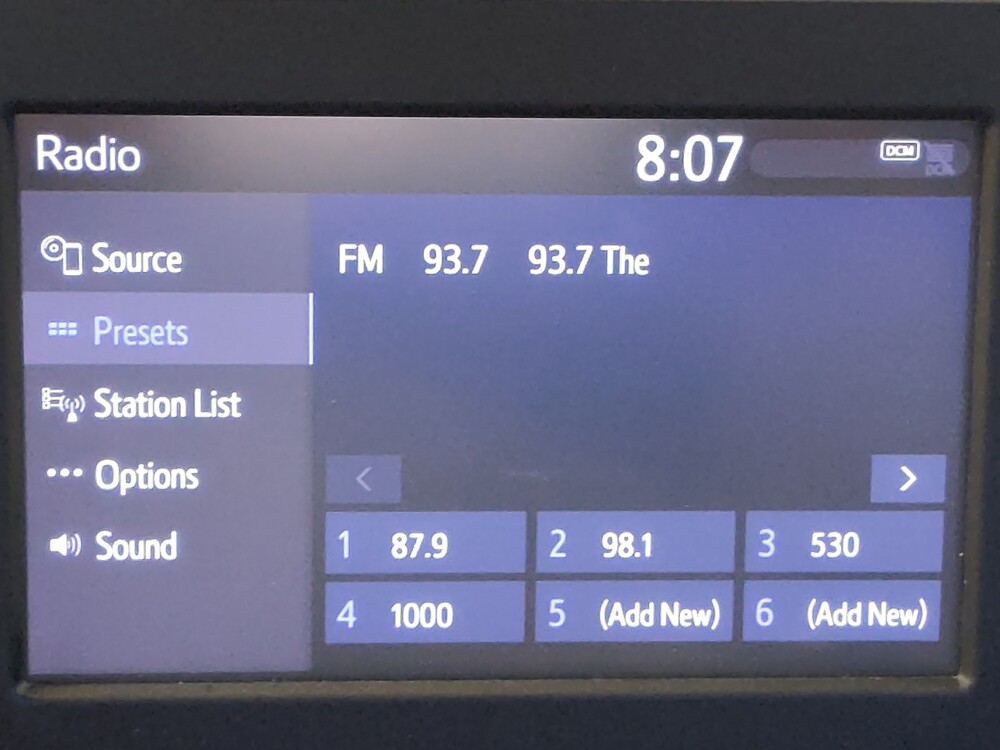 Radio 8:07 DCM
Source
Presets
Station List
Options
Sound
FM 93.7 93.7 The
< >
1 87.9 2 98.1 3 530
4 1000 5 (Add New) 6 (Add New)